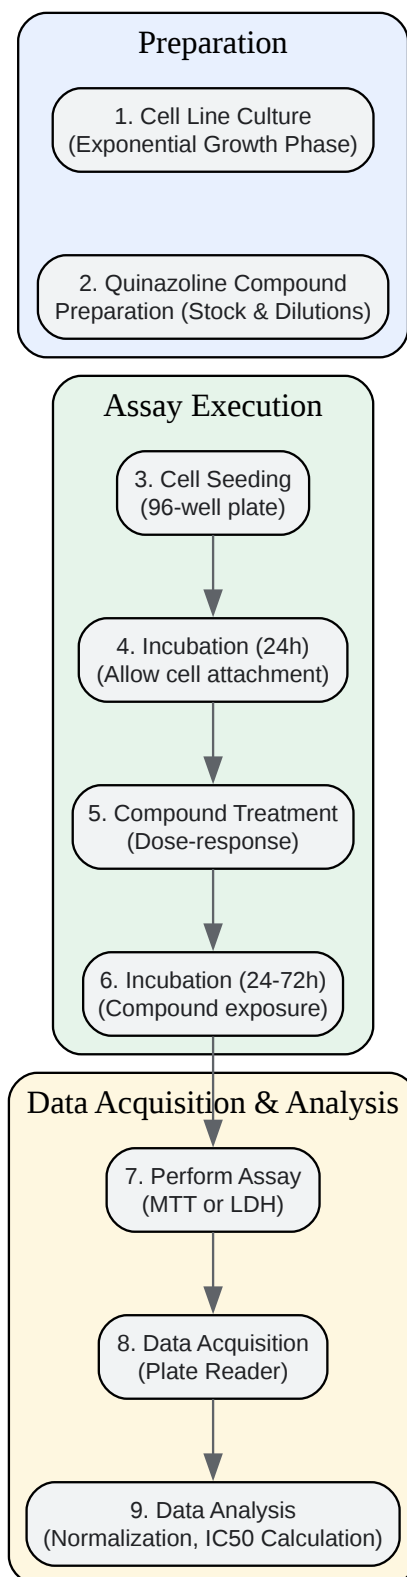 Preparation
1. Cell Line Culture
(Exponential Growth Phase)
2. Quinazoline Compound
Preparation (Stock & Dilutions)
Assay Execution
3. Cell Seeding
(96-well plate)
4. Incubation (24h)
(Allow cell attachment)
5. Compound Treatment
(Dose-response)
6. Incubation (24-72h)
(Compound exposure)
Data Acquisition & Analysis
7. Perform Assay
(MTT or LDH)
8. Data Acquisition
(Plate Reader)
9. Data Analysis
(Normalization, IC50 Calculation)